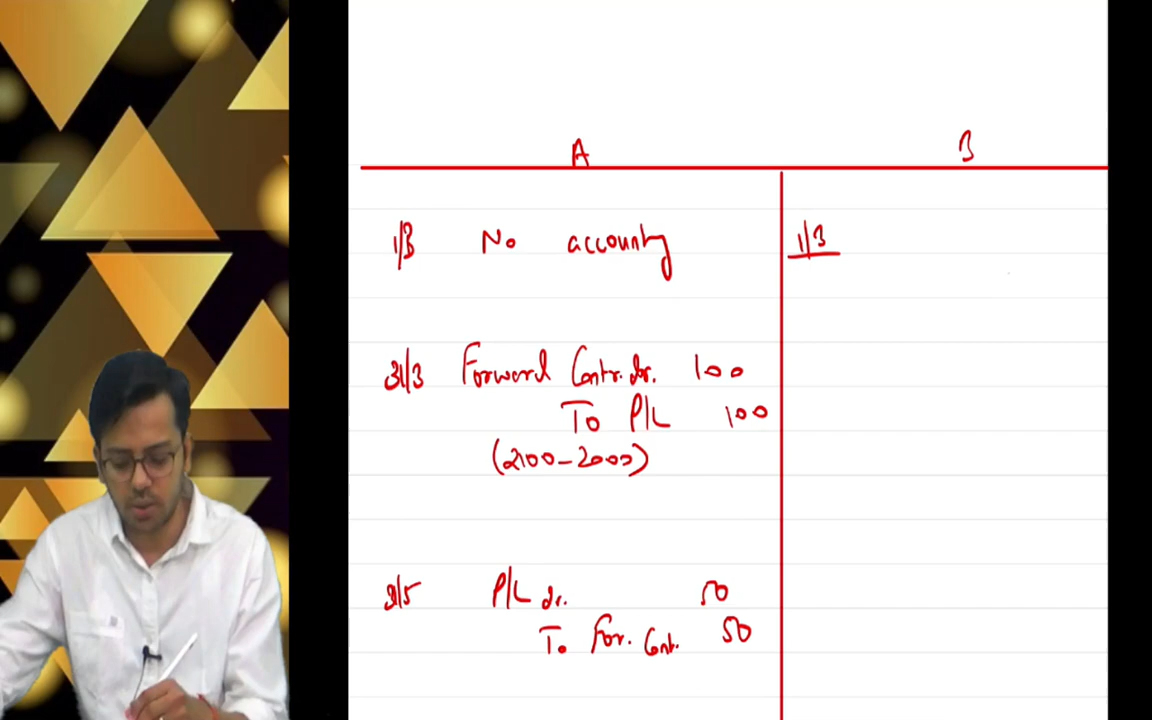 A B
1/3 No accounty 1/3
31/3 Forward Contr. dr. 100
To P/L 100
(2100-2000)
31/5 P/L dr. 50
To For. Cont. 50